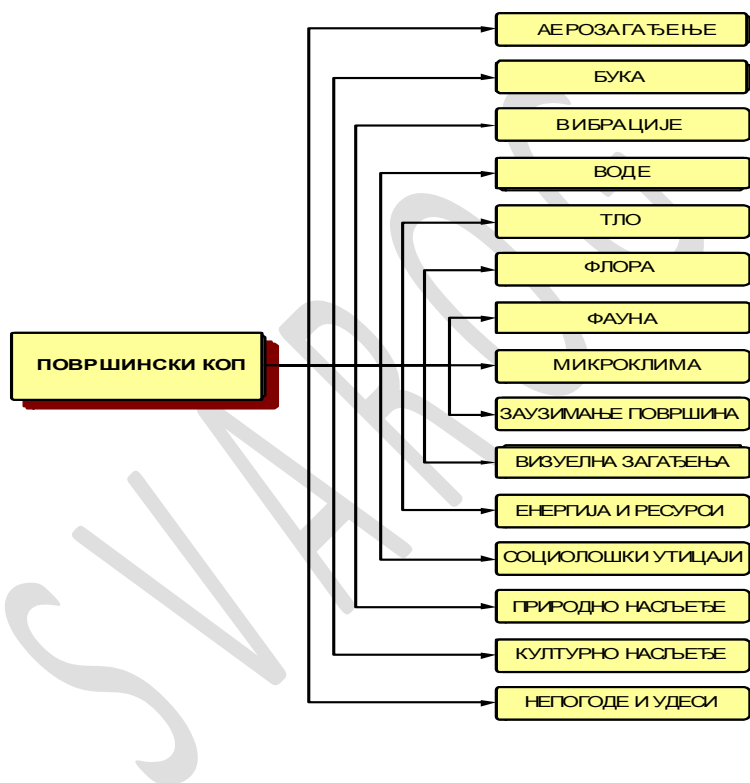 АЕРОЗАГАЂЕЊЕ
БУКА
ВИБРАЦИЈЕ
ВОДЕ
ТЛО
ФЛОРА
ФАУНА
ПОВРШИНСКИ КОП
МИКРОКЛИМА
ЗАУЗИМАЊЕ ПОВРШИНА
ВИЗУЕЛНА ЗАГАЂЕЊА
ЕНЕРГИЈА И РЕСУРСИ
СОЦИОЛОШКИ УТИЦАЈИ
ПРИРОДНО НАСЉЕЂЕ
КУЛТУРНО НАСЉЕЂЕ
НЕПОГОДЕ И УДЕСИ
SVAROG